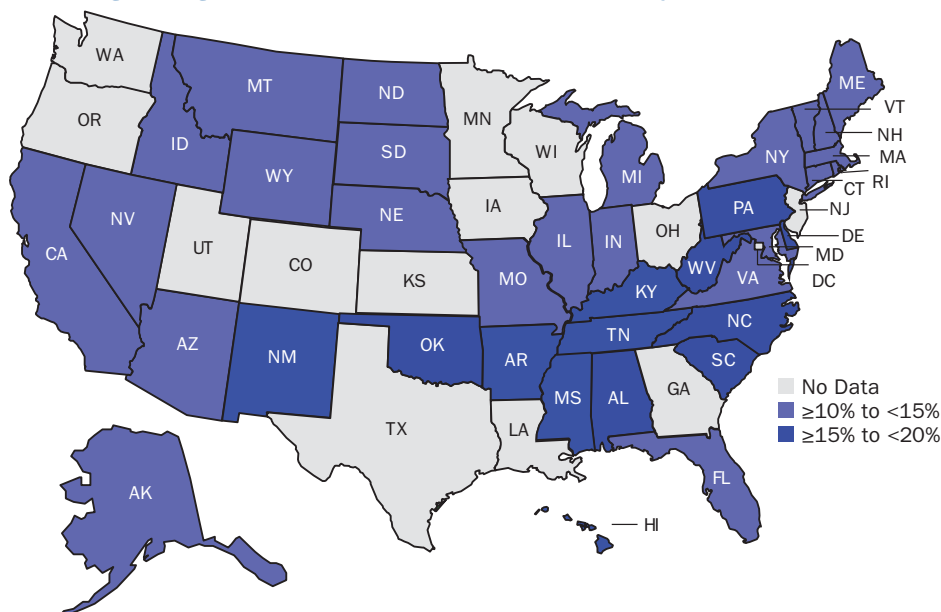 WA
MT
ND
MN
ME
VT
OR
ID
SD
WI
NH
NY
MA
WY
MI
RI
CT
NE
IA
PA
NJ
NV
IL
IN
OH
DE
CA
UT
CO
MD
WV
DC
KS
MO
VA
KY
NC
AZ
NM
OK
TN
AR
SC
MS
AL
GA
No Data
≥10% to <15%
≥15% to <20%
TX
LA
FL
AK
HI